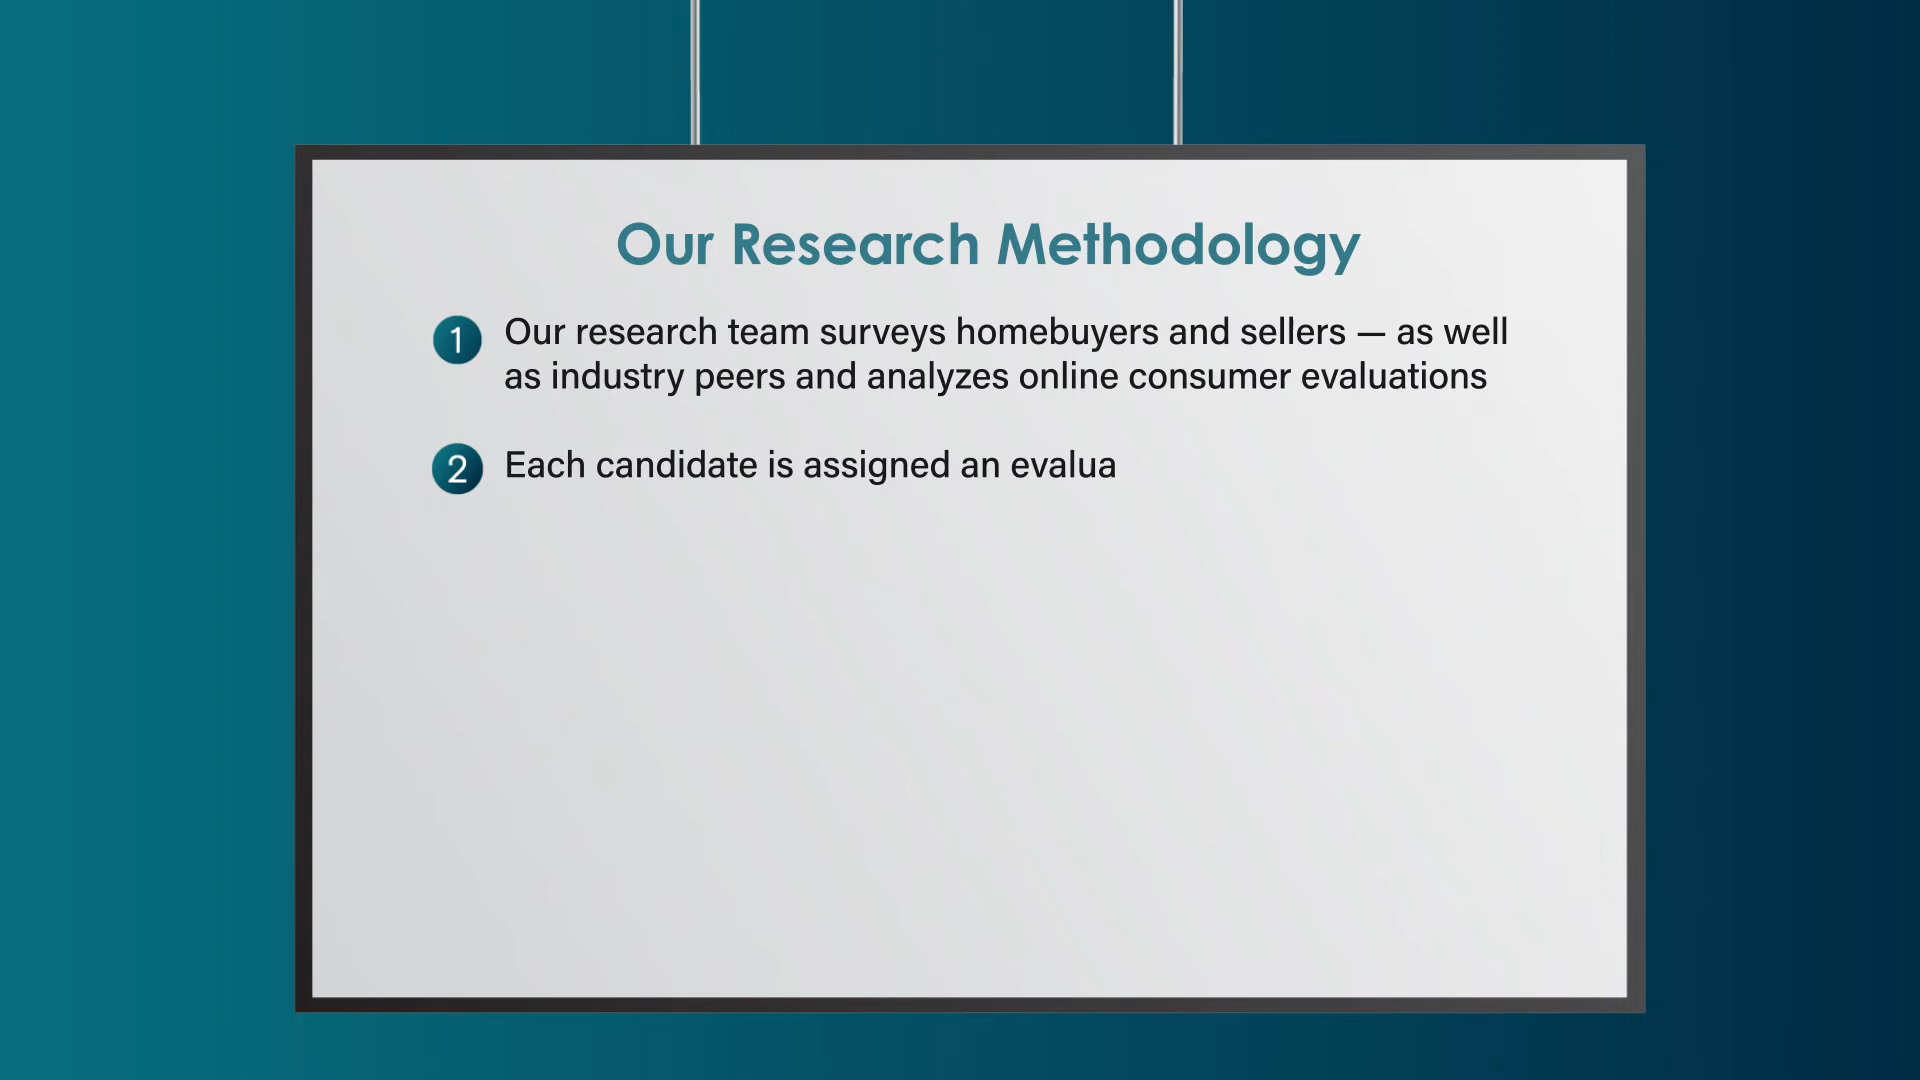 Our Research Methodology
1 Our research team surveys homebuyers and sellers — as well
as industry peers and analyzes online consumer evaluations
2 Each candidate is assigned an evalua